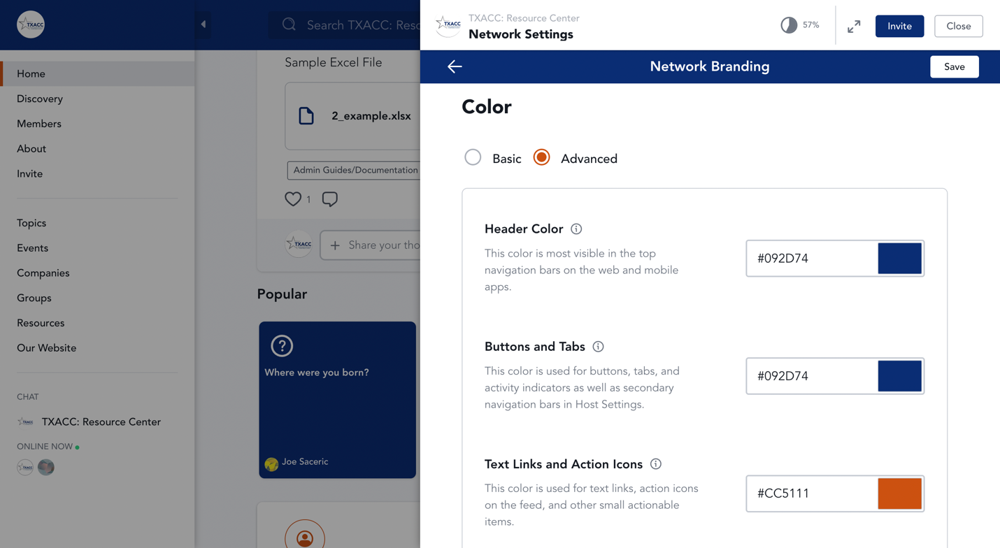 TXACC
Search TXACC: Reso
Home
Discovery
Members
About
Invite
Topics
Events
Companies
Groups
Resources
Our Website
CHAT
TXACC
TXACC: Resource Center
ONLINE NOW
TXACC
Sample Excel File
2_example.xlsx
Admin Guides/Documentation
1
TXACC
Share your tho
Popular
?
Where were you born?
Joe Saceric
TXACC
TXACC: Resource Center
Network Settings
57%
Invite
Close
Network Branding
Save
Color
Basic
Advanced
Header Color
This color is most visible in the top
navigation bars on the web and mobile
apps.
#092D74
Buttons and Tabs
This color is used for buttons, tabs, and
activity indicators as well as secondary
navigation bars in Host Settings.
#092D74
Text Links and Action Icons
This color is used for text links, action icons
on the feed, and other small actionable
items.
#CC5111